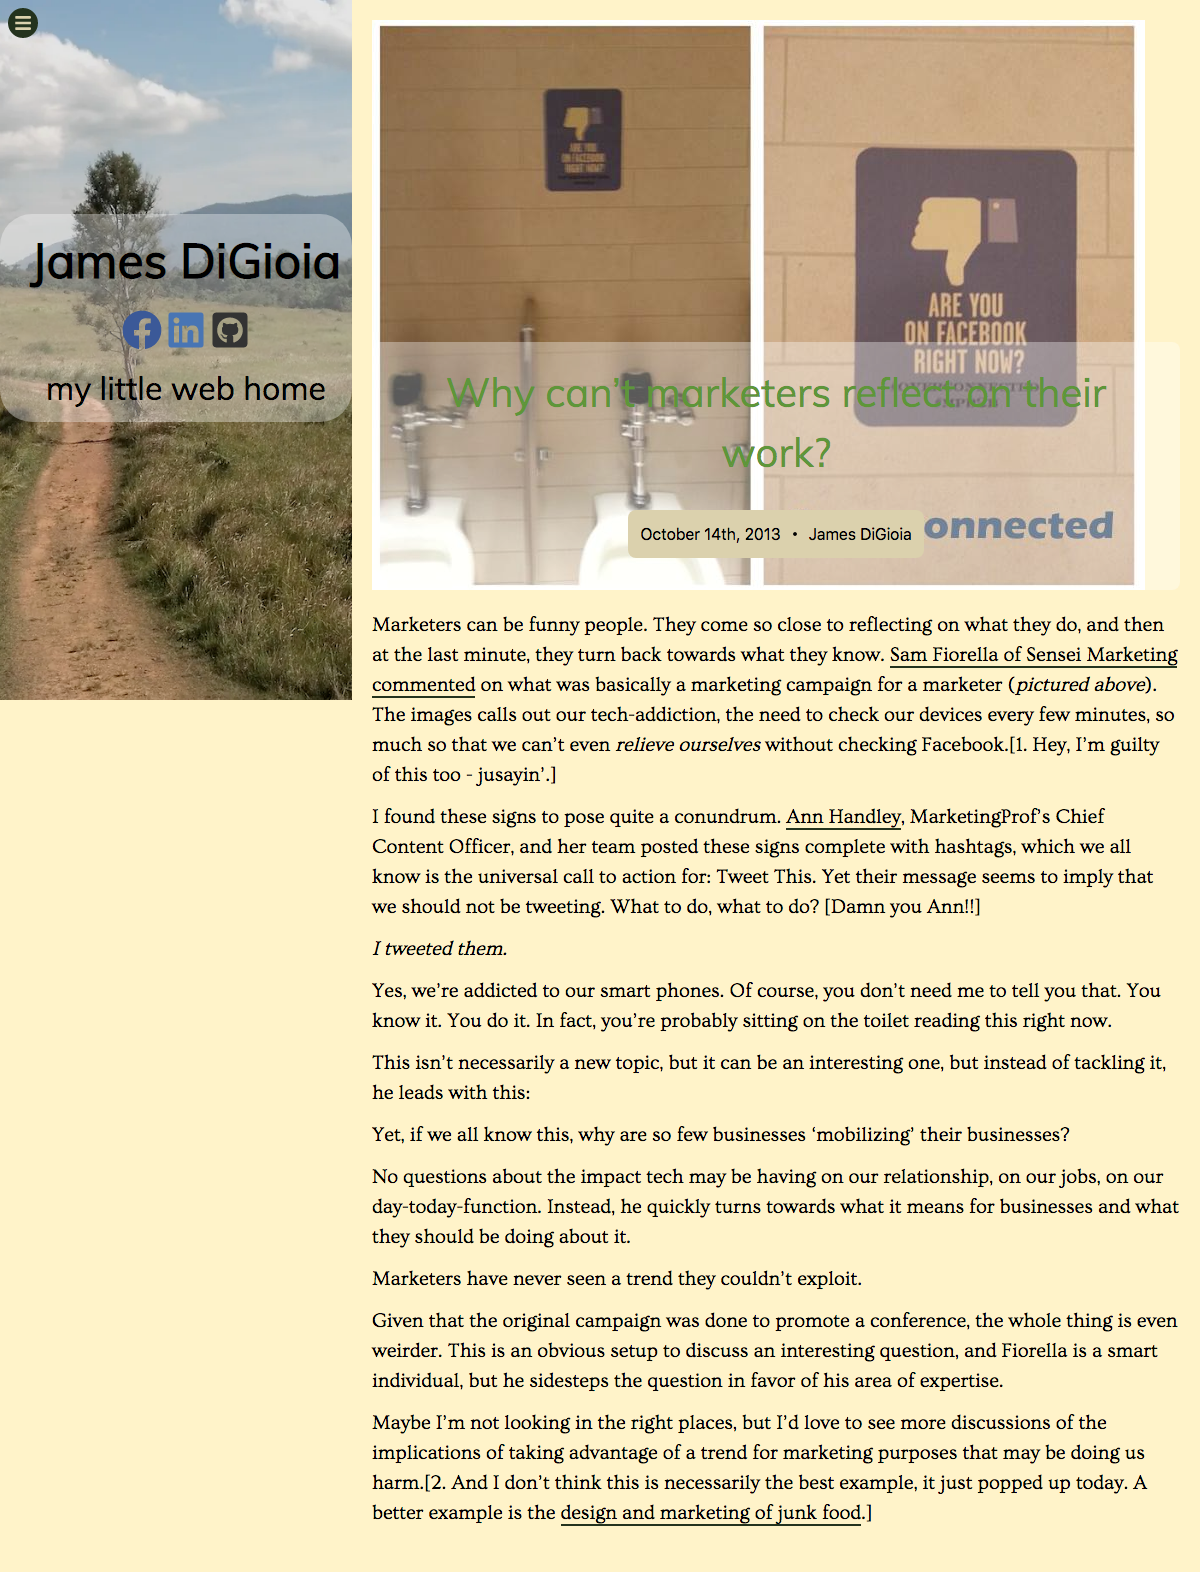 James DiGioia
my little web home
ARE YOU
ON FACEBOOK
RIGHT NOW?
ARE YOU
ON FACEBOOK
RIGHT NOW?
Why can't marketers reflect on their
work?
onnected
October 14th, 2013 • James DiGioia
Marketers can be funny people. They come so close to reflecting on what they do, and then
at the last minute, they turn back towards what they know. Sam Fiorella of Sensei Marketing
commented on what was basically a marketing campaign for a marketer (pictured above).
The images calls out our tech-addiction, the need to check our devices every few minutes, so
much so that we can’t even relieve ourselves without checking Facebook.[1. Hey, I’m guilty
of this too - jusayin’.]
I found these signs to pose quite a conundrum. Ann Handley, MarketingProf’s Chief
Content Officer, and her team posted these signs complete with hashtags, which we all
know is the universal call to action for: Tweet This. Yet their message seems to imply that
we should not be tweeting. What to do, what to do? [Damn you Ann!!]
I tweeted them.
Yes, we’re addicted to our smart phones. Of course, you don’t need me to tell you that. You
know it. You do it. In fact, you’re probably sitting on the toilet reading this right now.
This isn’t necessarily a new topic, but it can be an interesting one, but instead of tackling it,
he leads with this:
Yet, if we all know this, why are so few businesses ‘mobilizing’ their businesses?
No questions about the impact tech may be having on our relationship, on our jobs, on our
day-today-function. Instead, he quickly turns towards what it means for businesses and what
they should be doing about it.
Marketers have never seen a trend they couldn’t exploit.
Given that the original campaign was done to promote a conference, the whole thing is even
weirder. This is an obvious setup to discuss an interesting question, and Fiorella is a smart
individual, but he sidesteps the question in favor of his area of expertise.
Maybe I’m not looking in the right places, but I’d love to see more discussions of the
implications of taking advantage of a trend for marketing purposes that may be doing us
harm.[2. And I don’t think this is necessarily the best example, it just popped up today. A
better example is the design and marketing of junk food.]